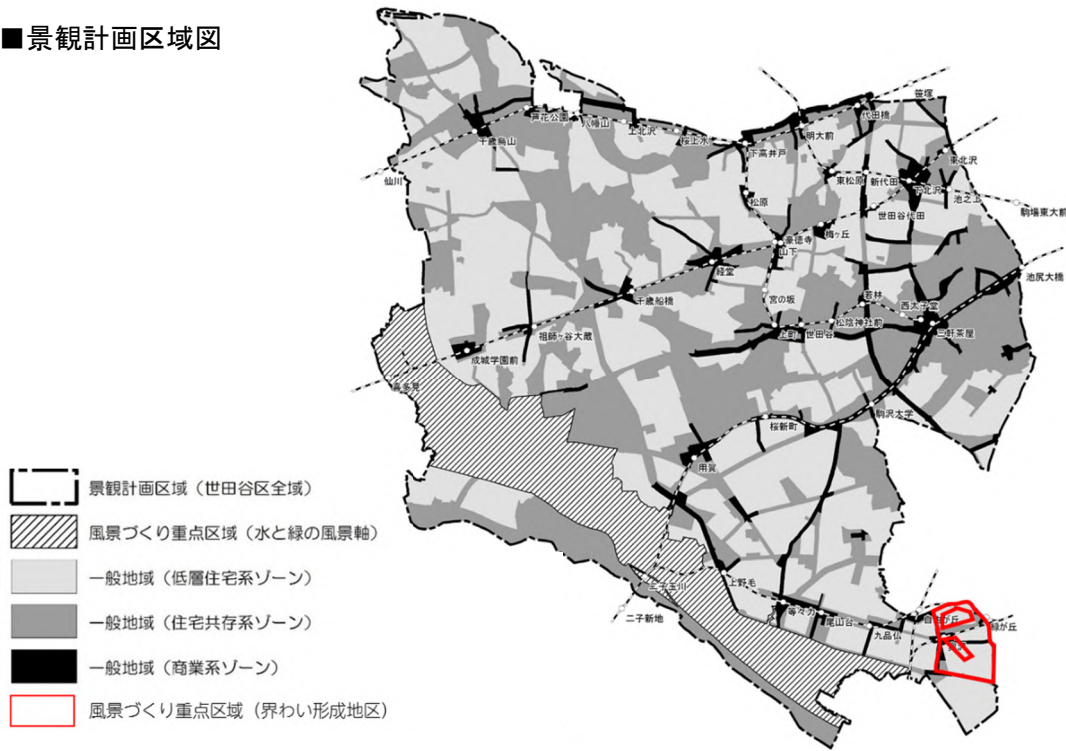 ■景観計画区域図
笹塚
代田橋
明大前
芦花公園
八幡山
上北沢
桜上水
下高井戸
千歳烏山
仙川
東北沢
東松原
新代田
下北沢
池之上
駒場東大前
松原
世田谷代田
梅ヶ丘
豪徳寺
山下
経堂
池尻大橋
宮の坂
千歳船橋
若林
西太子堂
松陰神社前
三軒茶屋
上町
世田谷
祖師ヶ谷大蔵
成城学園前
喜多見
駒沢大学
桜新町
用賀
上野毛
二子玉川
二子新地
等々力
尾山台
九品仏
自由が丘
緑が丘
景観計画区域（世田谷区全域）
風景づくり重点区域（水と緑の風景軸）
一般地域（低層住宅系ゾーン）
一般地域（住宅共存系ゾーン）
一般地域（商業系ゾーン）
風景づくり重点区域（界わい形成地区）